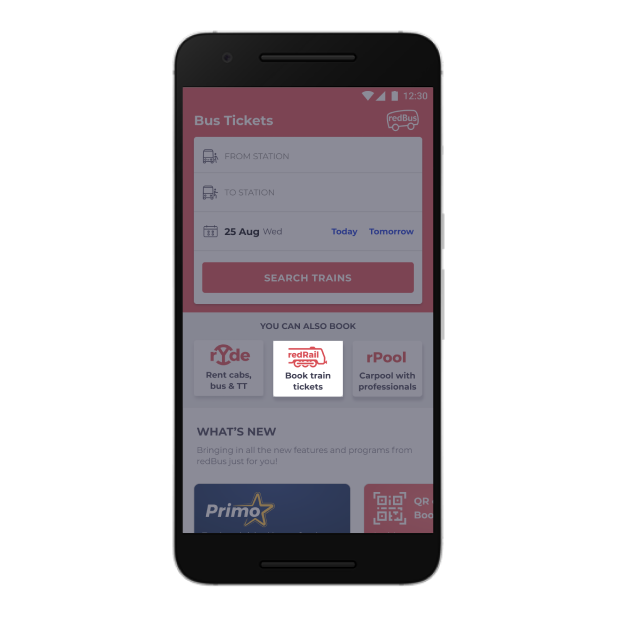 12:30
Bus Tickets
redBus
FROM STATION
TO STATION
25 Aug Wed Today Tomorrow
SEARCH TRAINS
YOU CAN ALSO BOOK
rYde
Rent cabs,
bus & TT
redRail
Book train
tickets
rPool
Carpool with
professionals
WHAT'S NEW
Bringing in all the new features and programs from
redBus just for you!
Primo
QR
Boo